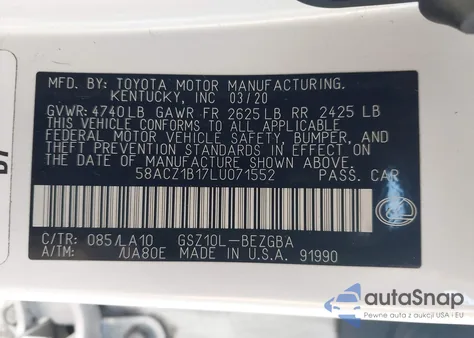 MFD. BY: TOYOTA MOTOR MANUFACTURING.
KENTUCKY, INC 03/20
GVWR: 4740LB GAWR FR 2625LB RR 2425 LB
THIS VEHICLE CONFORMS TO ALL APPLICABLE
FEDERAL MOTOR VEHICLE SAFETY, BUMPER, AND
THEFT PREVENTION STANDARDS IN EFFECT ON
THE DATE OF MANUFACTURE SHOWN ABOVE.
58ACZ1B17LU071552 PASS. CAR
C/TR: 085/LA10 GSZ10L-BEZGBA
A/TM: /UA80E MADE IN U.S.A. 91990
autoSnap
Pewne auta z aukcji USA i EU